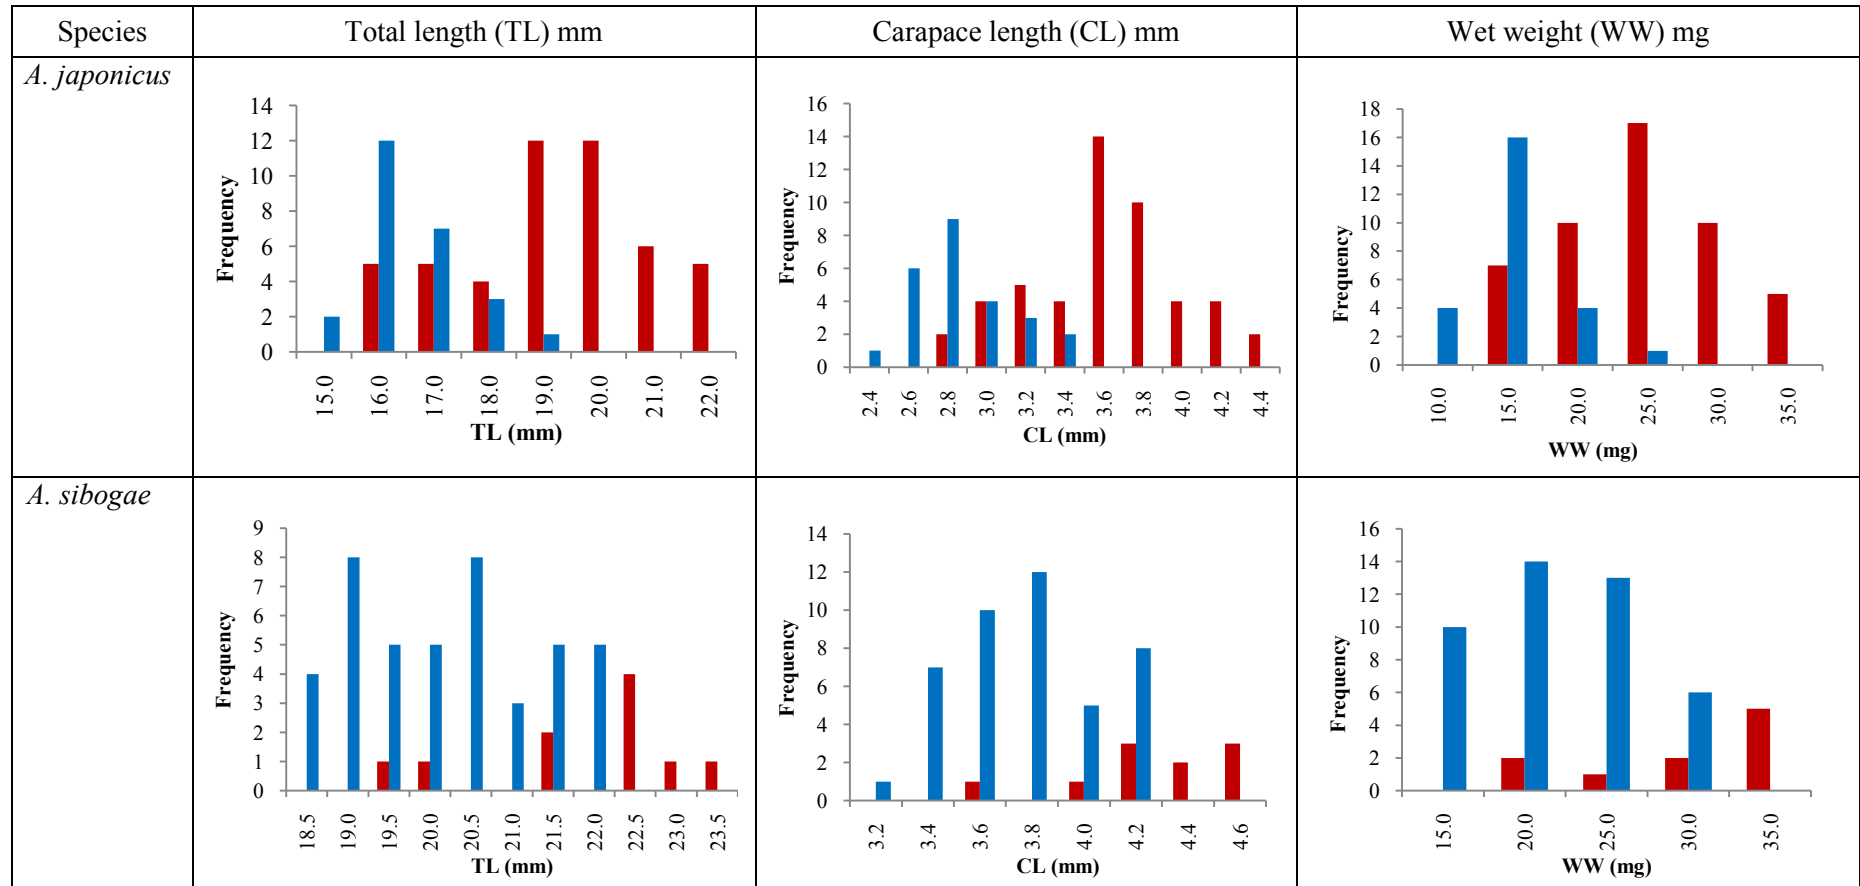 Species Total length (TL) mm Carapace length (CL) mm Wet weight (WW) mg
A. japonicus
Frequency
14
12
10
8
6
4
2
0
15.0 16.0 17.0 18.0 19.0 20.0 21.0 22.0
TL (mm)
Frequency
16
14
12
10
8
6
4
2
0
2.4 2.6 2.8 3.0 3.2 3.4 3.6 3.8 4.0 4.2 4.4
CL (mm)
Frequency
18
16
14
12
10
8
6
4
2
0
10.0 15.0 20.0 25.0 30.0 35.0
WW (mg)
A. sibogae
Frequency
9
8
7
6
5
4
3
2
1
0
18.5 19.0 19.5 20.0 20.5 21.0 21.5 22.0 22.5 23.0 23.5
TL (mm)
Frequency
14
12
10
8
6
4
2
0
3.2 3.4 3.6 3.8 4.0 4.2 4.4 4.6
CL (mm)
Frequency
16
14
12
10
8
6
4
2
0
15.0 20.0 25.0 30.0 35.0
WW (mg)